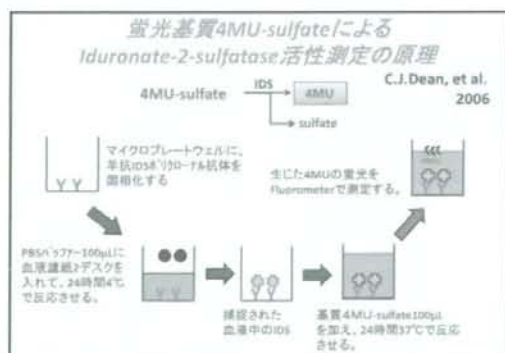 蛍光基質4MU-sulfateによる
Iduronate-2-sulfatase活性測定の原理
C.J.Dean, et al.
2006
4MU-sulfate
IDS
4MU
sulfate
マイクロプレートウェルに、
羊抗IDSポリクローナル抗体を
固相化する
PBSバッファー100μLに
血液濾紙2デスクを
入れて、24時間4℃
で反応させる。
捕捉された
血液中のIDS
基質4MU-sulfate100μL
を加え、24時間37℃で反応
させる。
生じた4MUの蛍光を
Fluorometerで測定する。